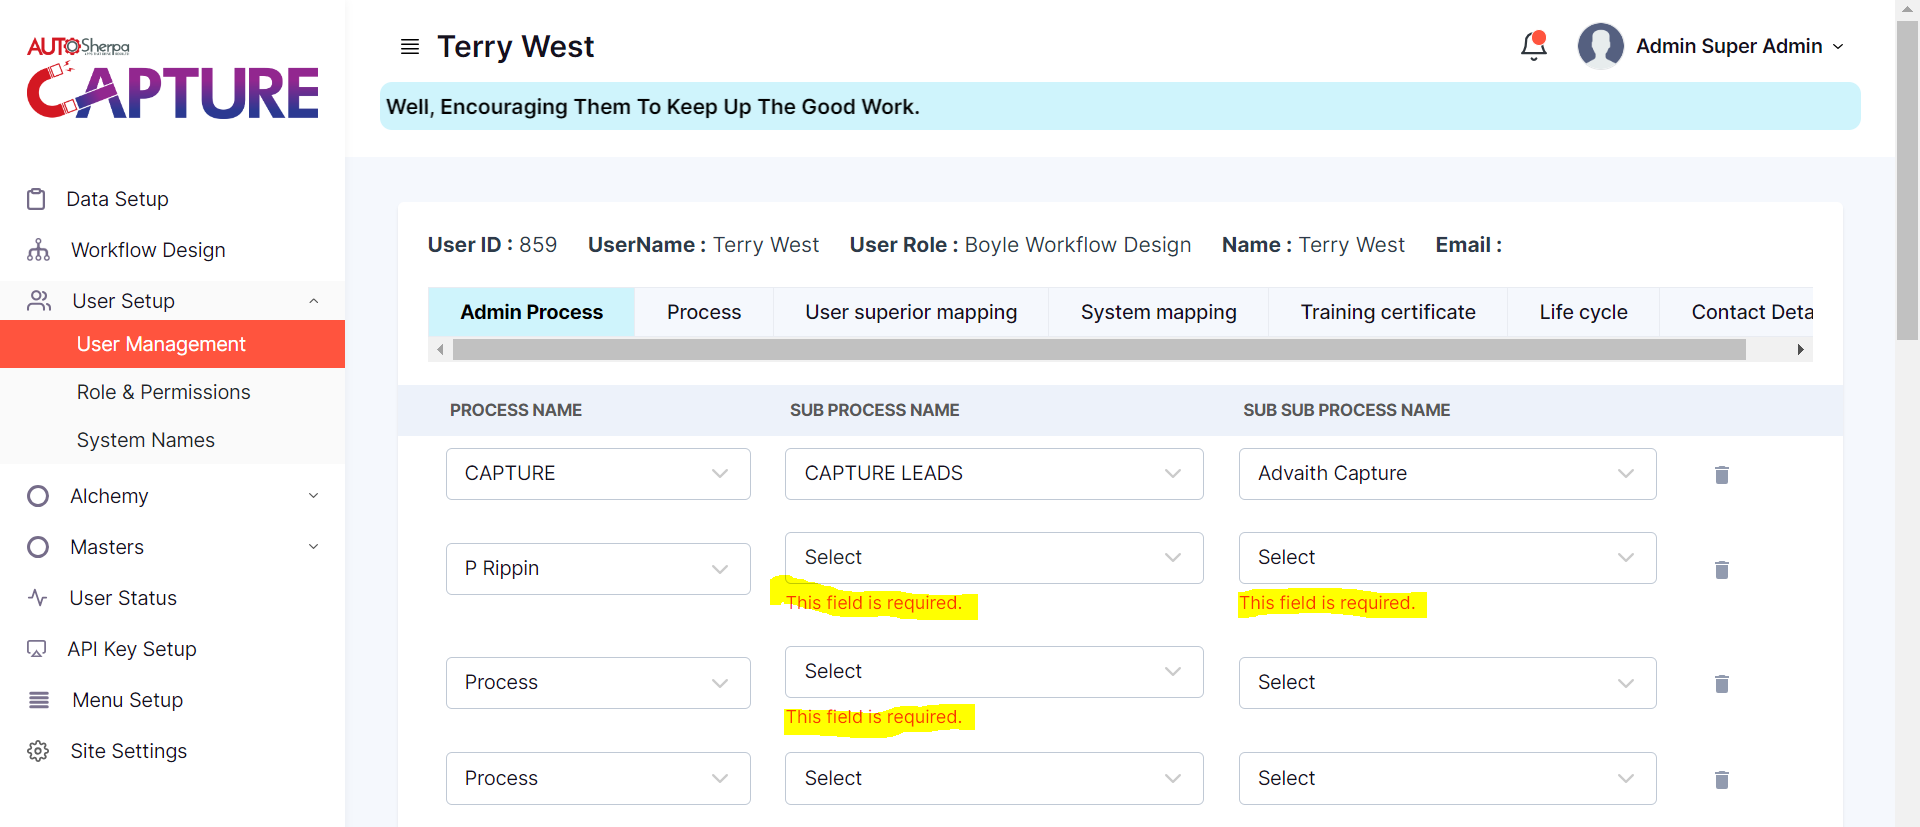 AUTO Sherpa
CAPTURE
Terry West
Admin Super Admin
Well, Encouraging Them To Keep Up The Good Work.
Data Setup
Workflow Design
User Setup
User Management
Role & Permissions
System Names
Alchemy
Masters
User Status
API Key Setup
Menu Setup
Site Settings
User ID : 859 UserName : Terry West User Role : Boyle Workflow Design Name : Terry West Email :
Admin Process Process User superior mapping System mapping Training certificate Life cycle Contact Deta
PROCESS NAME SUB PROCESS NAME SUB SUB PROCESS NAME
CAPTURE CAPTURE LEADS Advaith Capture
P Rippin Select Select
This field is required. This field is required.
Process Select Select
This field is required.
Process Select Select